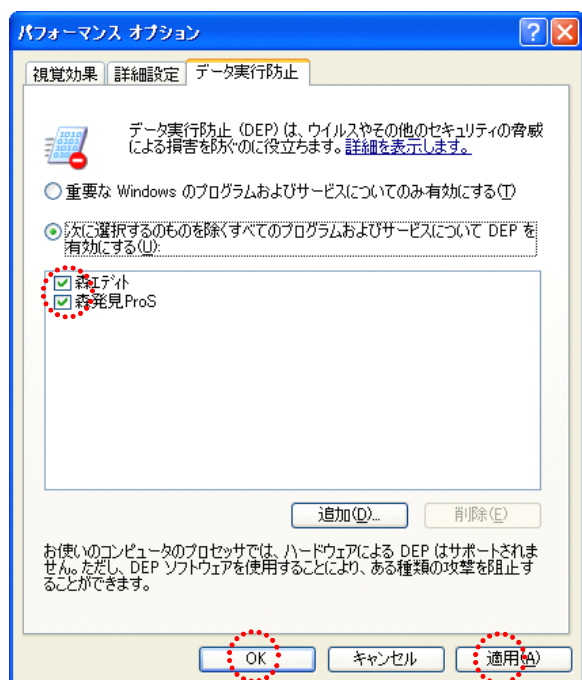 パフォーマンス オプション
視覚効果 詳細設定 データ実行防止
データ実行防止 (DEP) は、ウイルスやその他のセキュリティの脅威
による損害を防ぐのに役立ちます。詳細を表示します。
重要な Windows のプログラムおよびサービスについてのみ有効にする(T)
次に選択するのものを除くすべてのプログラムおよびサービスについて DEP を
有効にする(U):
森エディト
森発見ProS
追加(D)... 削除(E)
お使いのコンピュータのプロセッサでは、ハードウェアによる DEP はサポートされま
せん。ただし、DEP ソフトウェアを使用することにより、ある種類の攻撃を阻止す
ることができます。
OK キャンセル 適用(A)